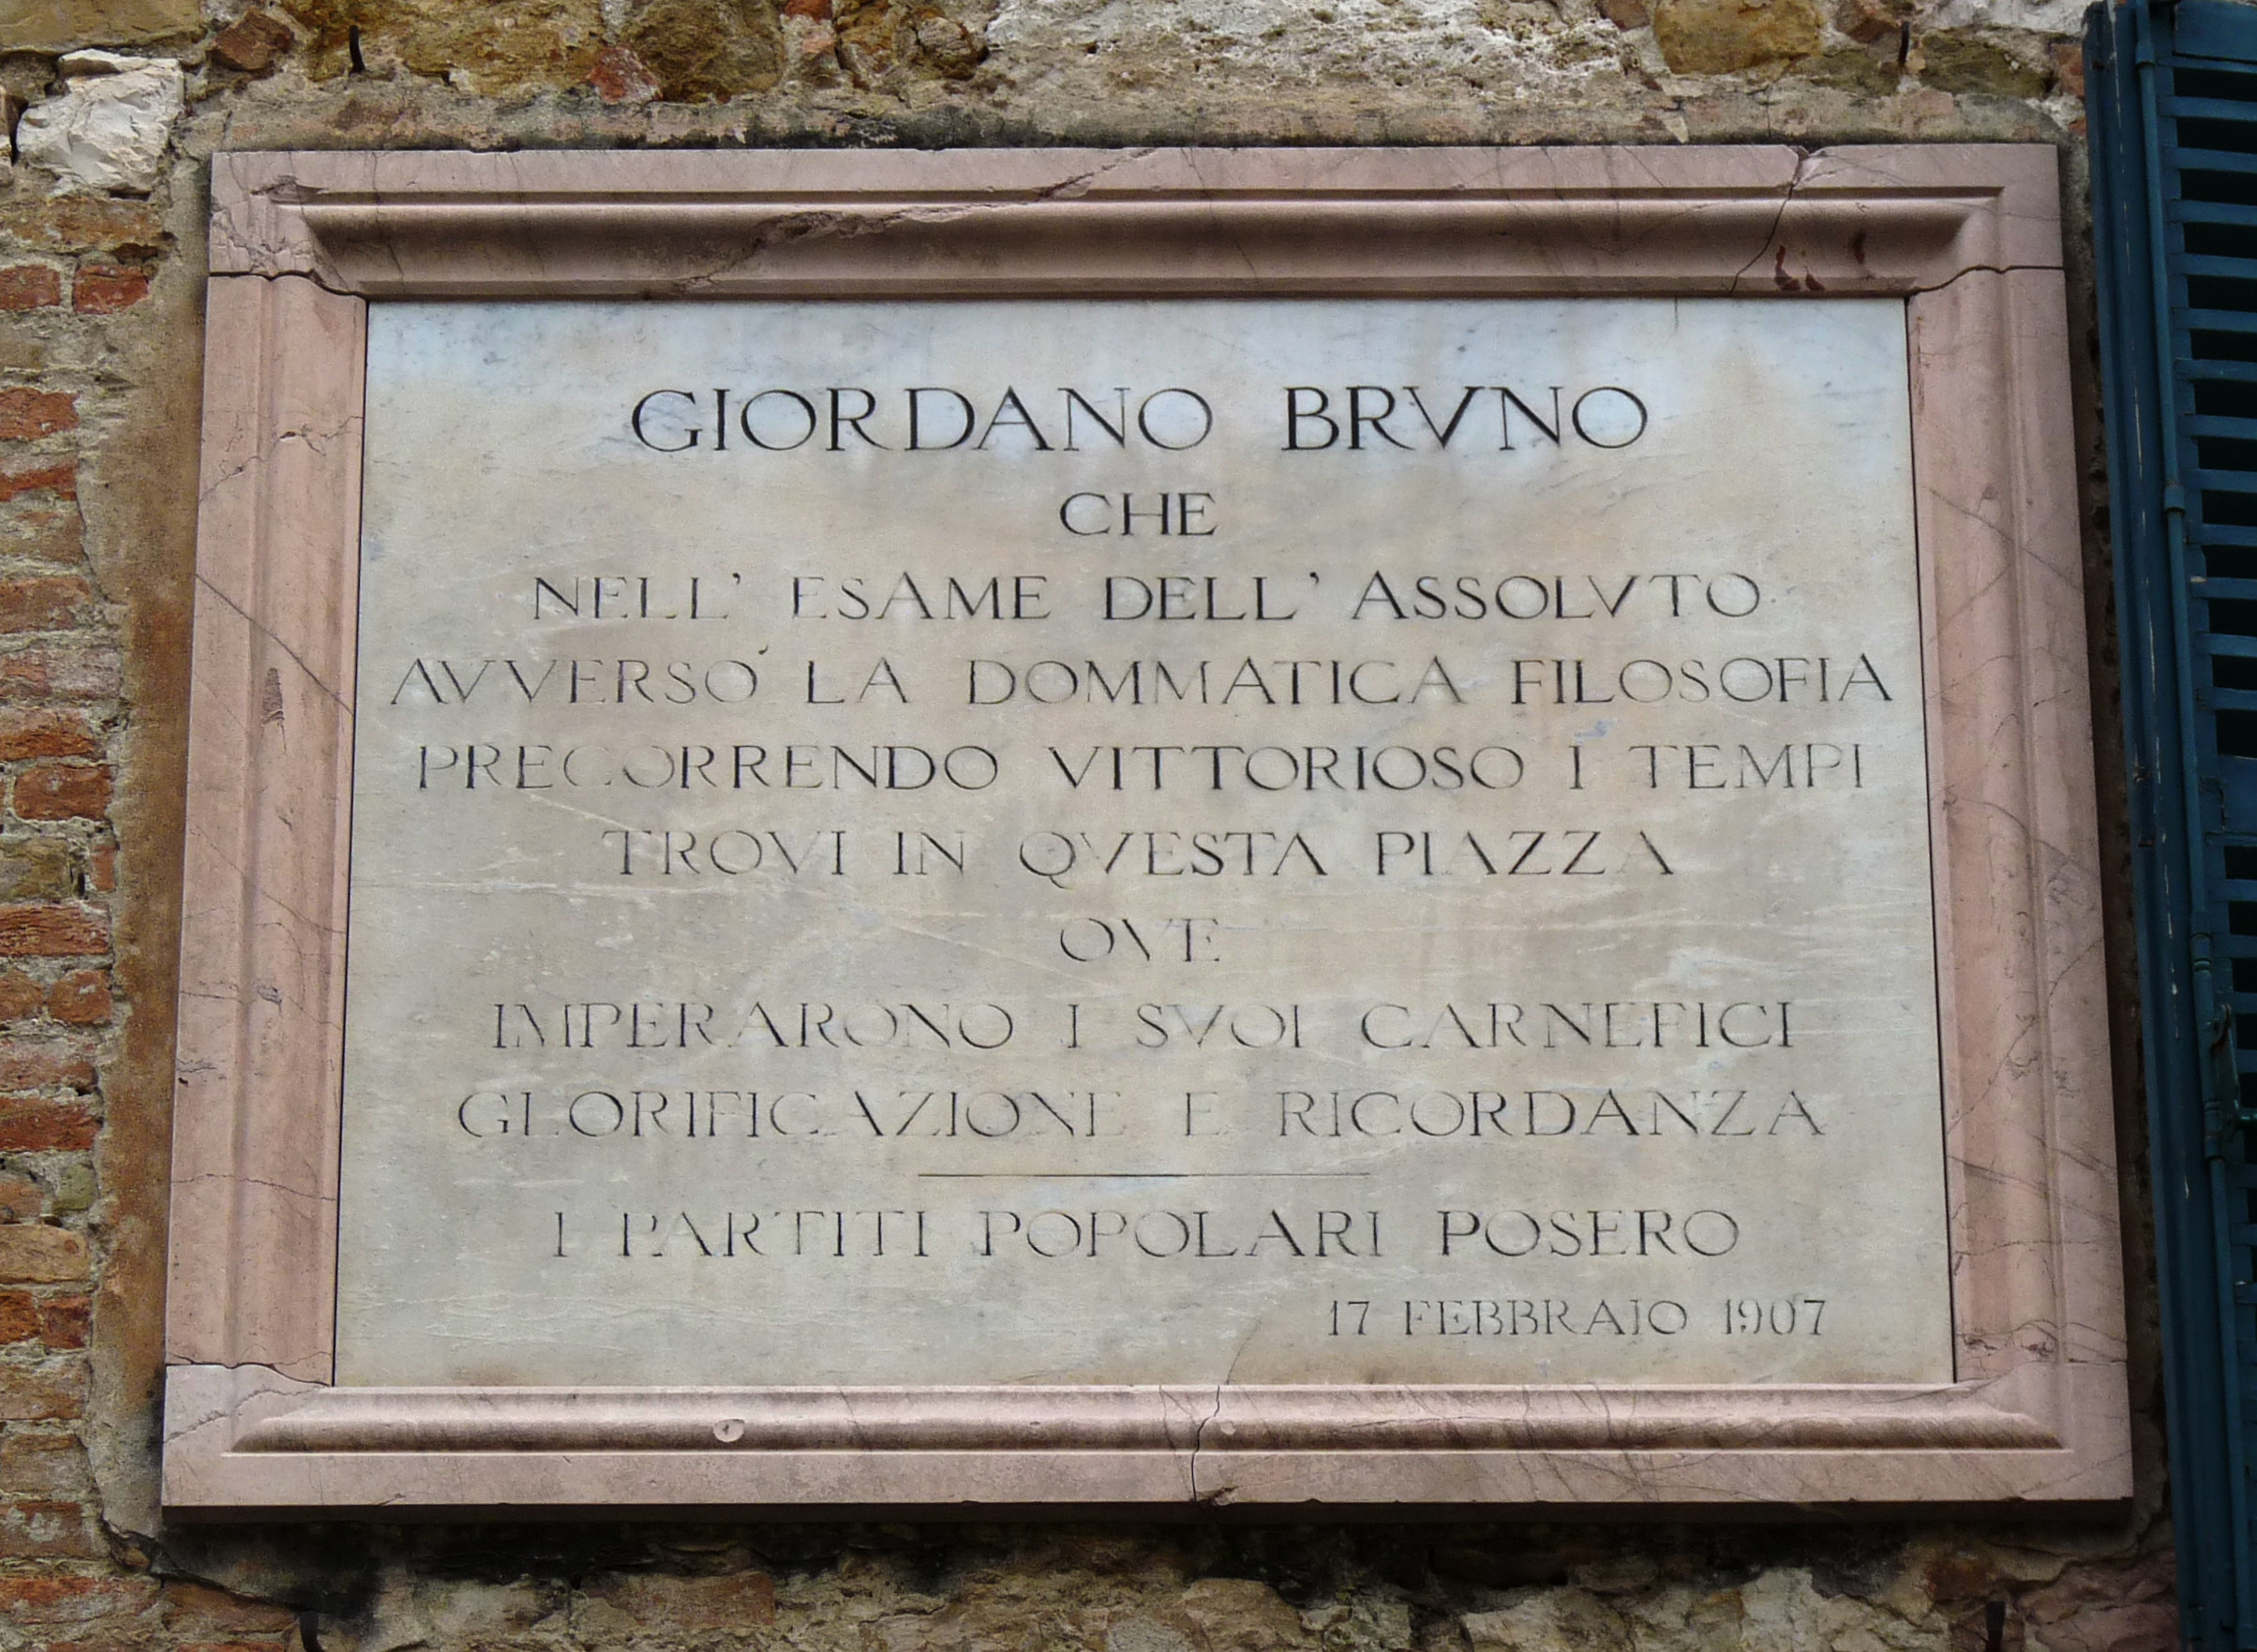 GIORDANO BRVNO
CHE
NELL' ESAME DELL' ASSOLVTO
AVVERSO LA DOMMATICA FILOSOFIA
PRECORRENDO VITTORIOSO I TEMPI
TROVI IN QVESTA PIAZZA
OVE
IMPERARONO I SVOI CARNEFICI
GLORIFICAZIONE E RICORDANZA
I PARTITI POPOLARI POSERO
17 FEBBRAIO 1907